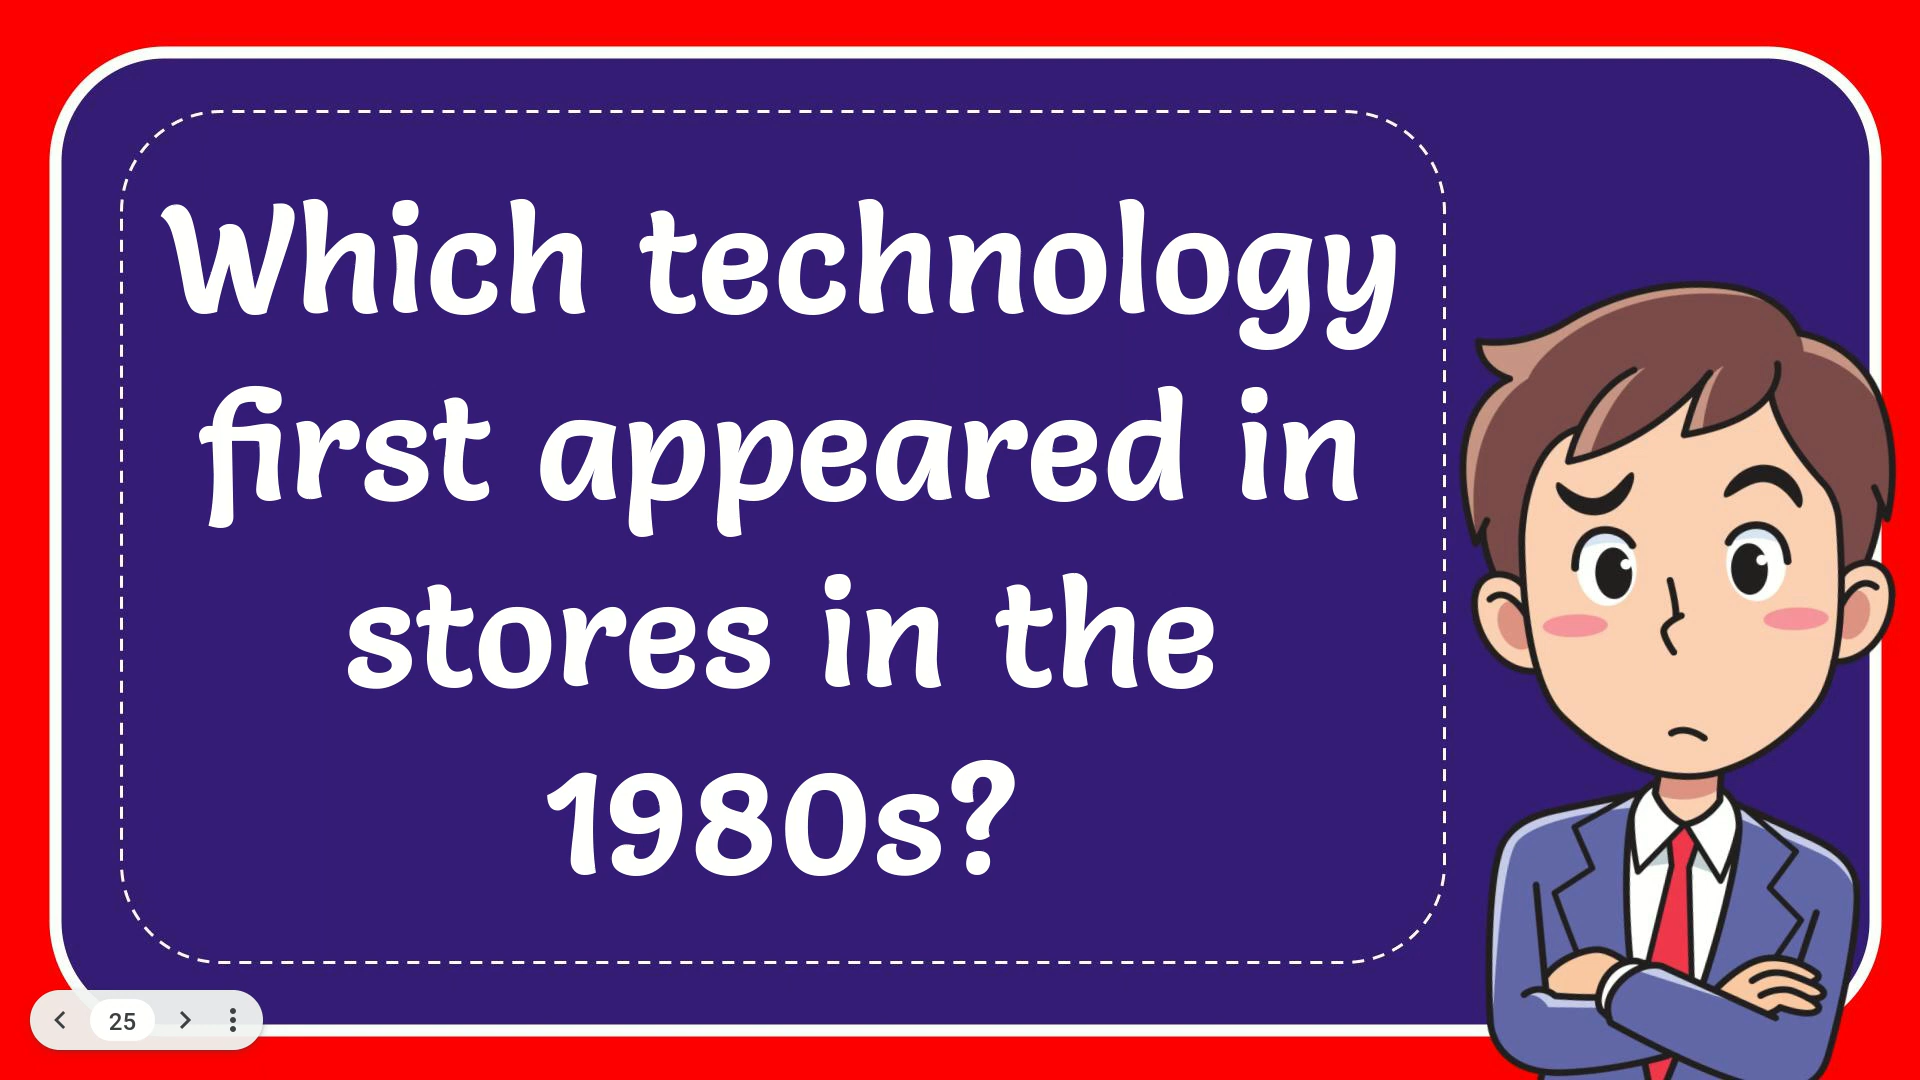 Which technology
first appeared in
stores in the
1980s?
25